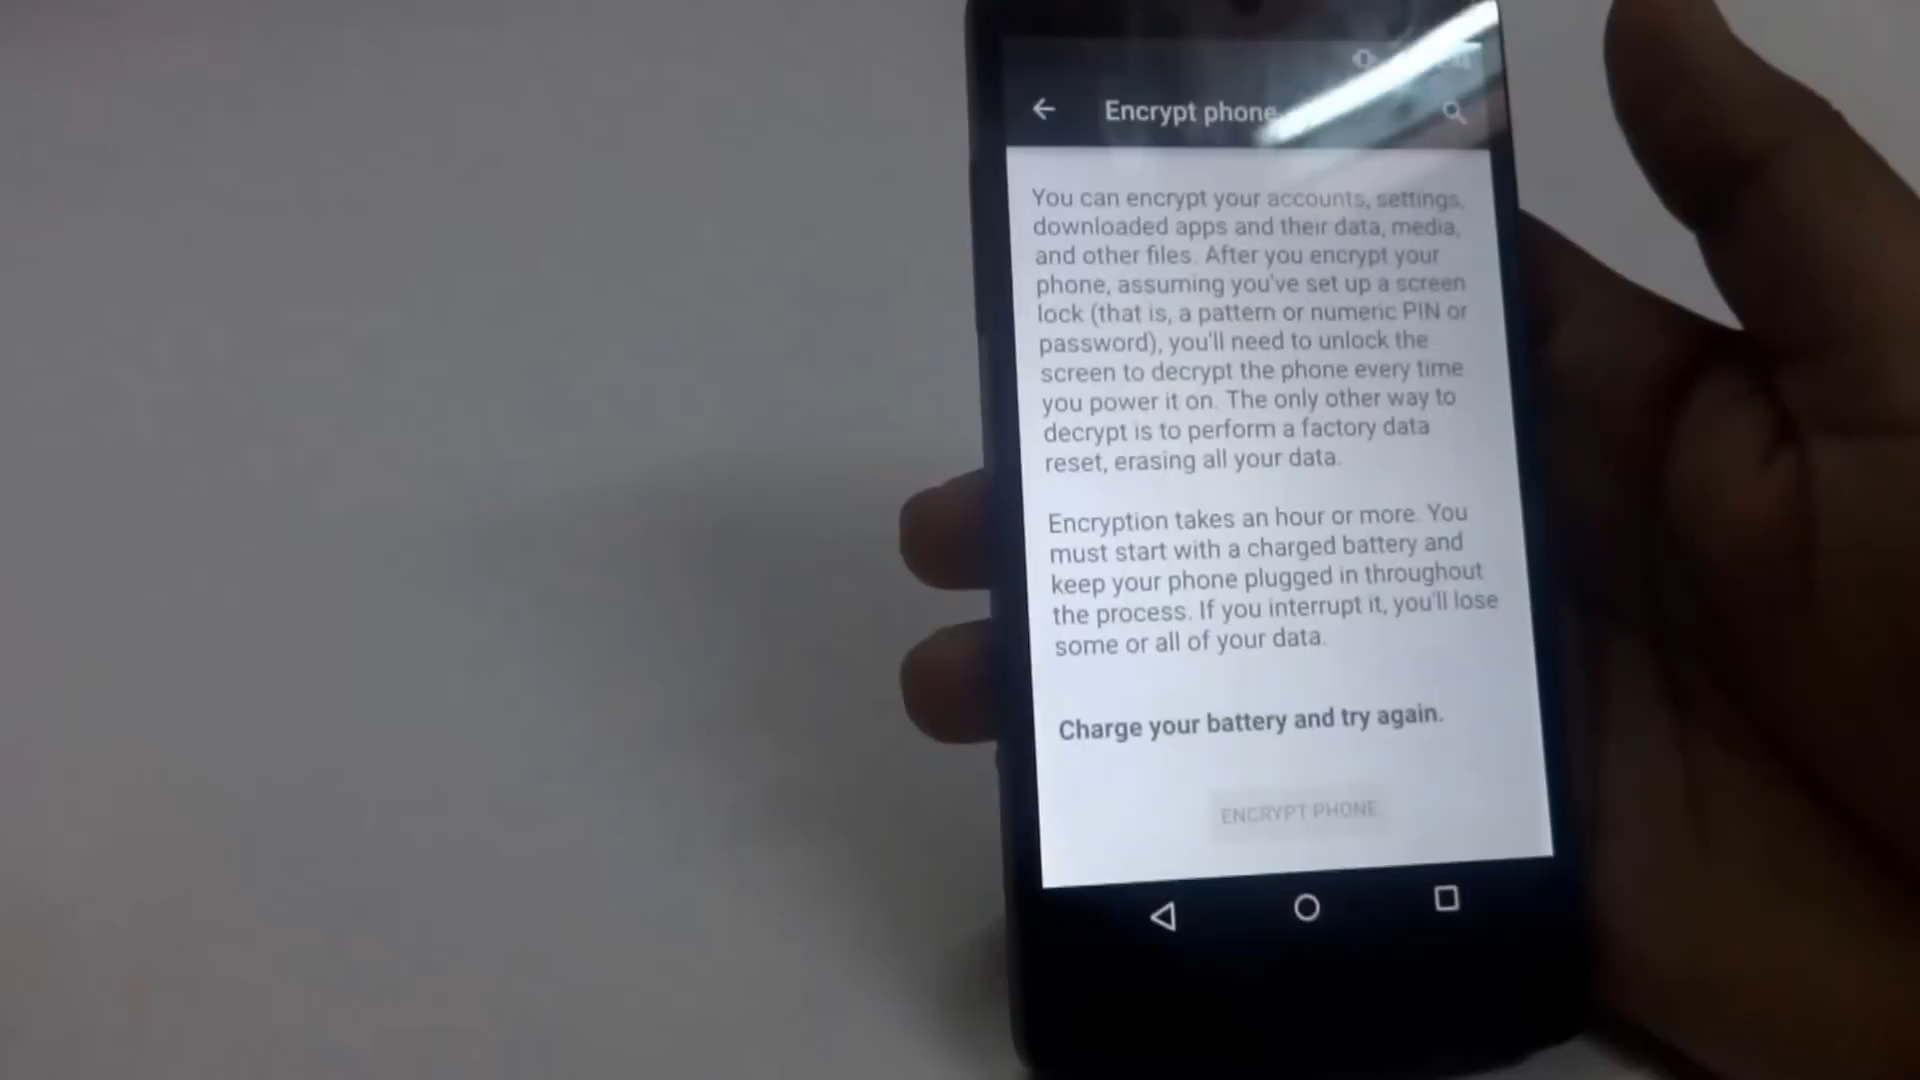 Encrypt phone
You can encrypt your accounts, settings,
downloaded apps and their data, media,
and other files. After you encrypt your
phone, assuming you've set up a screen
lock (that is, a pattern or numeric PIN or
password), you'll need to unlock the
screen to decrypt the phone every time
you power it on. The only other way to
decrypt is to perform a factory data
reset, erasing all your data.
Encryption takes an hour or more. You
must start with a charged battery and
keep your phone plugged in throughout
the process. If you interrupt it, you'll lose
some or all of your data.
Charge your battery and try again.
ENCRYPT PHONE